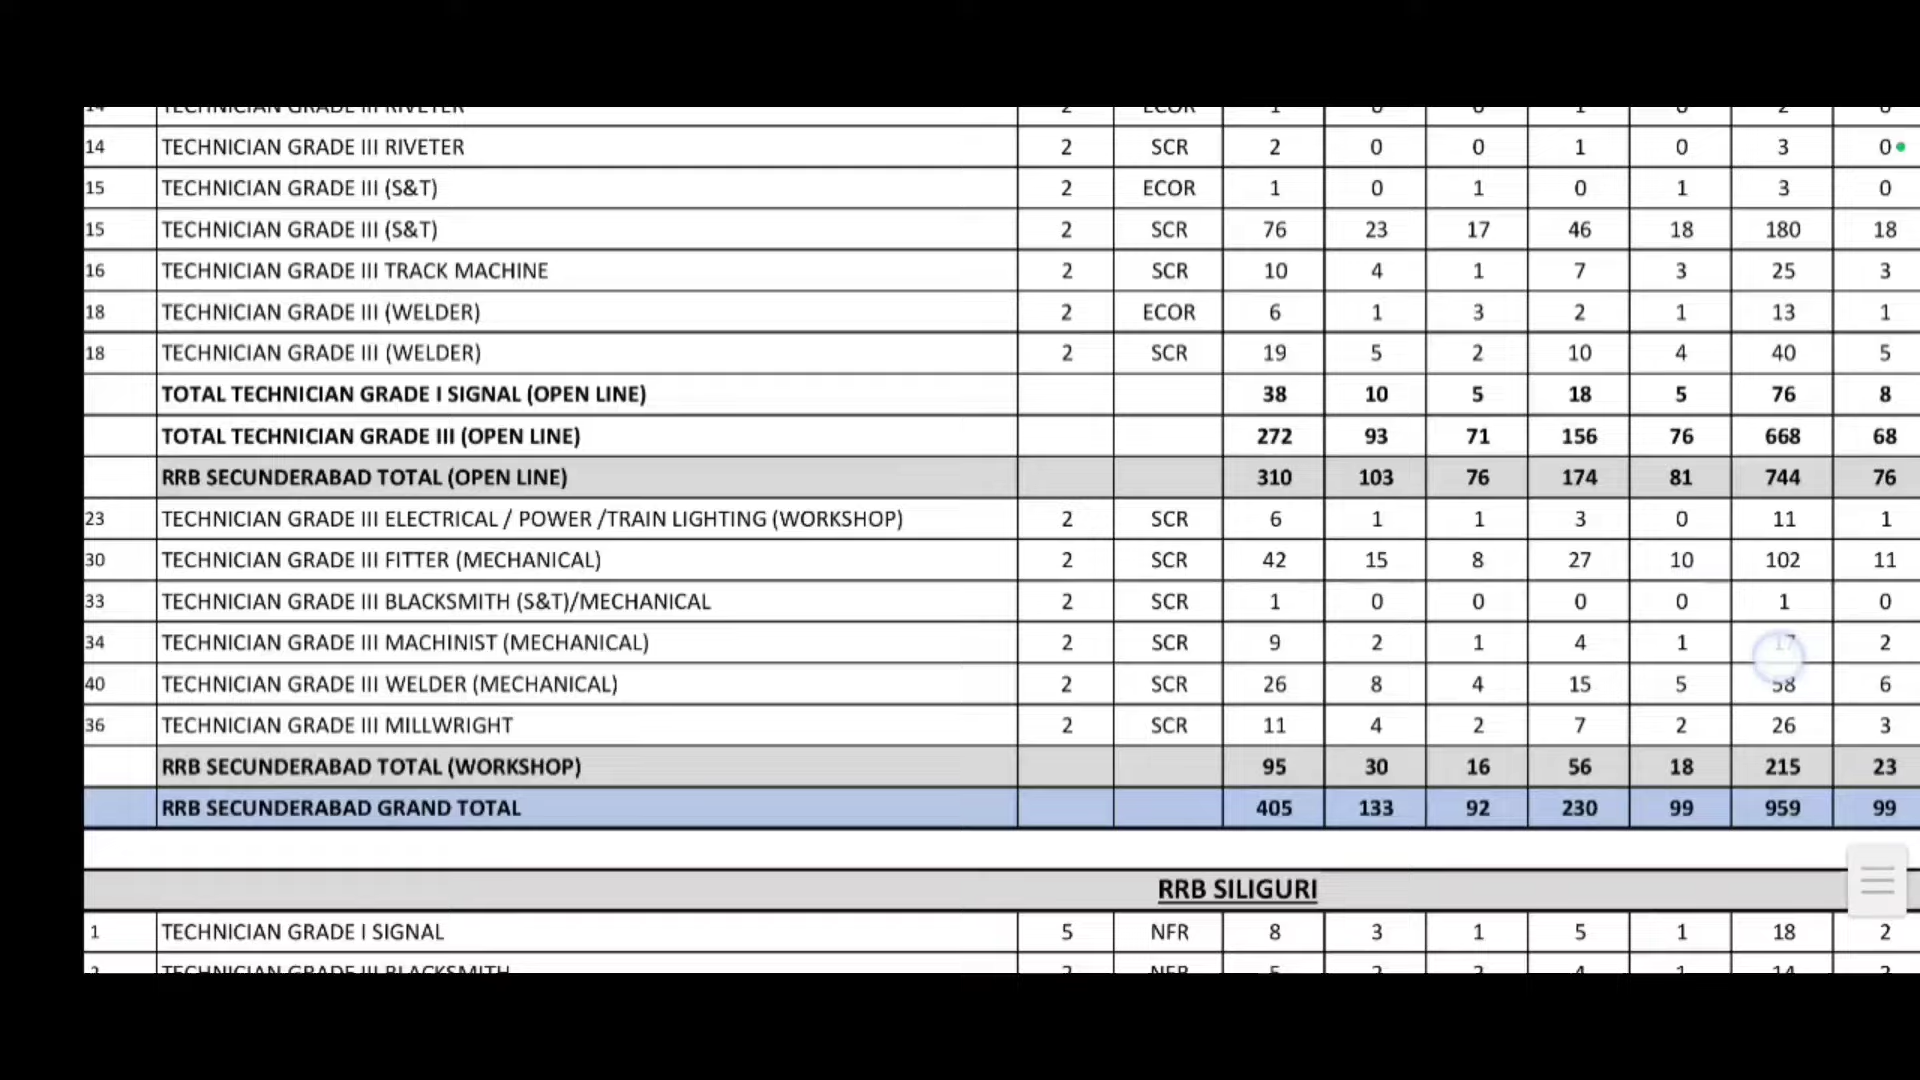 14 TECHNICIAN GRADE III RIVETER 2 ECOR 1 0 0 1 0 2 0
14 TECHNICIAN GRADE III RIVETER 2 SCR 2 0 0 1 0 3 0
15 TECHNICIAN GRADE III (S&T) 2 ECOR 1 0 1 0 1 3 0
15 TECHNICIAN GRADE III (S&T) 2 SCR 76 23 17 46 18 180 18
16 TECHNICIAN GRADE III TRACK MACHINE 2 SCR 10 4 1 7 3 25 3
18 TECHNICIAN GRADE III (WELDER) 2 ECOR 6 1 3 2 1 13 1
18 TECHNICIAN GRADE III (WELDER) 2 SCR 19 5 2 10 4 40 5
TOTAL TECHNICIAN GRADE I SIGNAL (OPEN LINE) 38 10 5 18 5 76 8
TOTAL TECHNICIAN GRADE III (OPEN LINE) 272 93 71 156 76 668 68
RRB SECUNDERABAD TOTAL (OPEN LINE) 310 103 76 174 81 744 76
23 TECHNICIAN GRADE III ELECTRICAL / POWER /TRAIN LIGHTING (WORKSHOP) 2 SCR 6 1 1 3 0 11 1
30 TECHNICIAN GRADE III FITTER (MECHANICAL) 2 SCR 42 15 8 27 10 102 11
33 TECHNICIAN GRADE III BLACKSMITH (S&T)/MECHANICAL 2 SCR 1 0 0 0 0 1 0
34 TECHNICIAN GRADE III MACHINIST (MECHANICAL) 2 SCR 9 2 1 4 1 17 2
40 TECHNICIAN GRADE III WELDER (MECHANICAL) 2 SCR 26 8 4 15 5 58 6
36 TECHNICIAN GRADE III MILLWRIGHT 2 SCR 11 4 2 7 2 26 3
RRB SECUNDERABAD TOTAL (WORKSHOP) 95 30 16 56 18 215 23
RRB SECUNDERABAD GRAND TOTAL 405 133 92 230 99 959 99
RRB SILIGURI
1 TECHNICIAN GRADE I SIGNAL 5 NFR 8 3 1 5 1 18 2
2 TECHNICIAN GRADE III BLACKSMITH 2 NFR 5 2 2 4 1 14 2